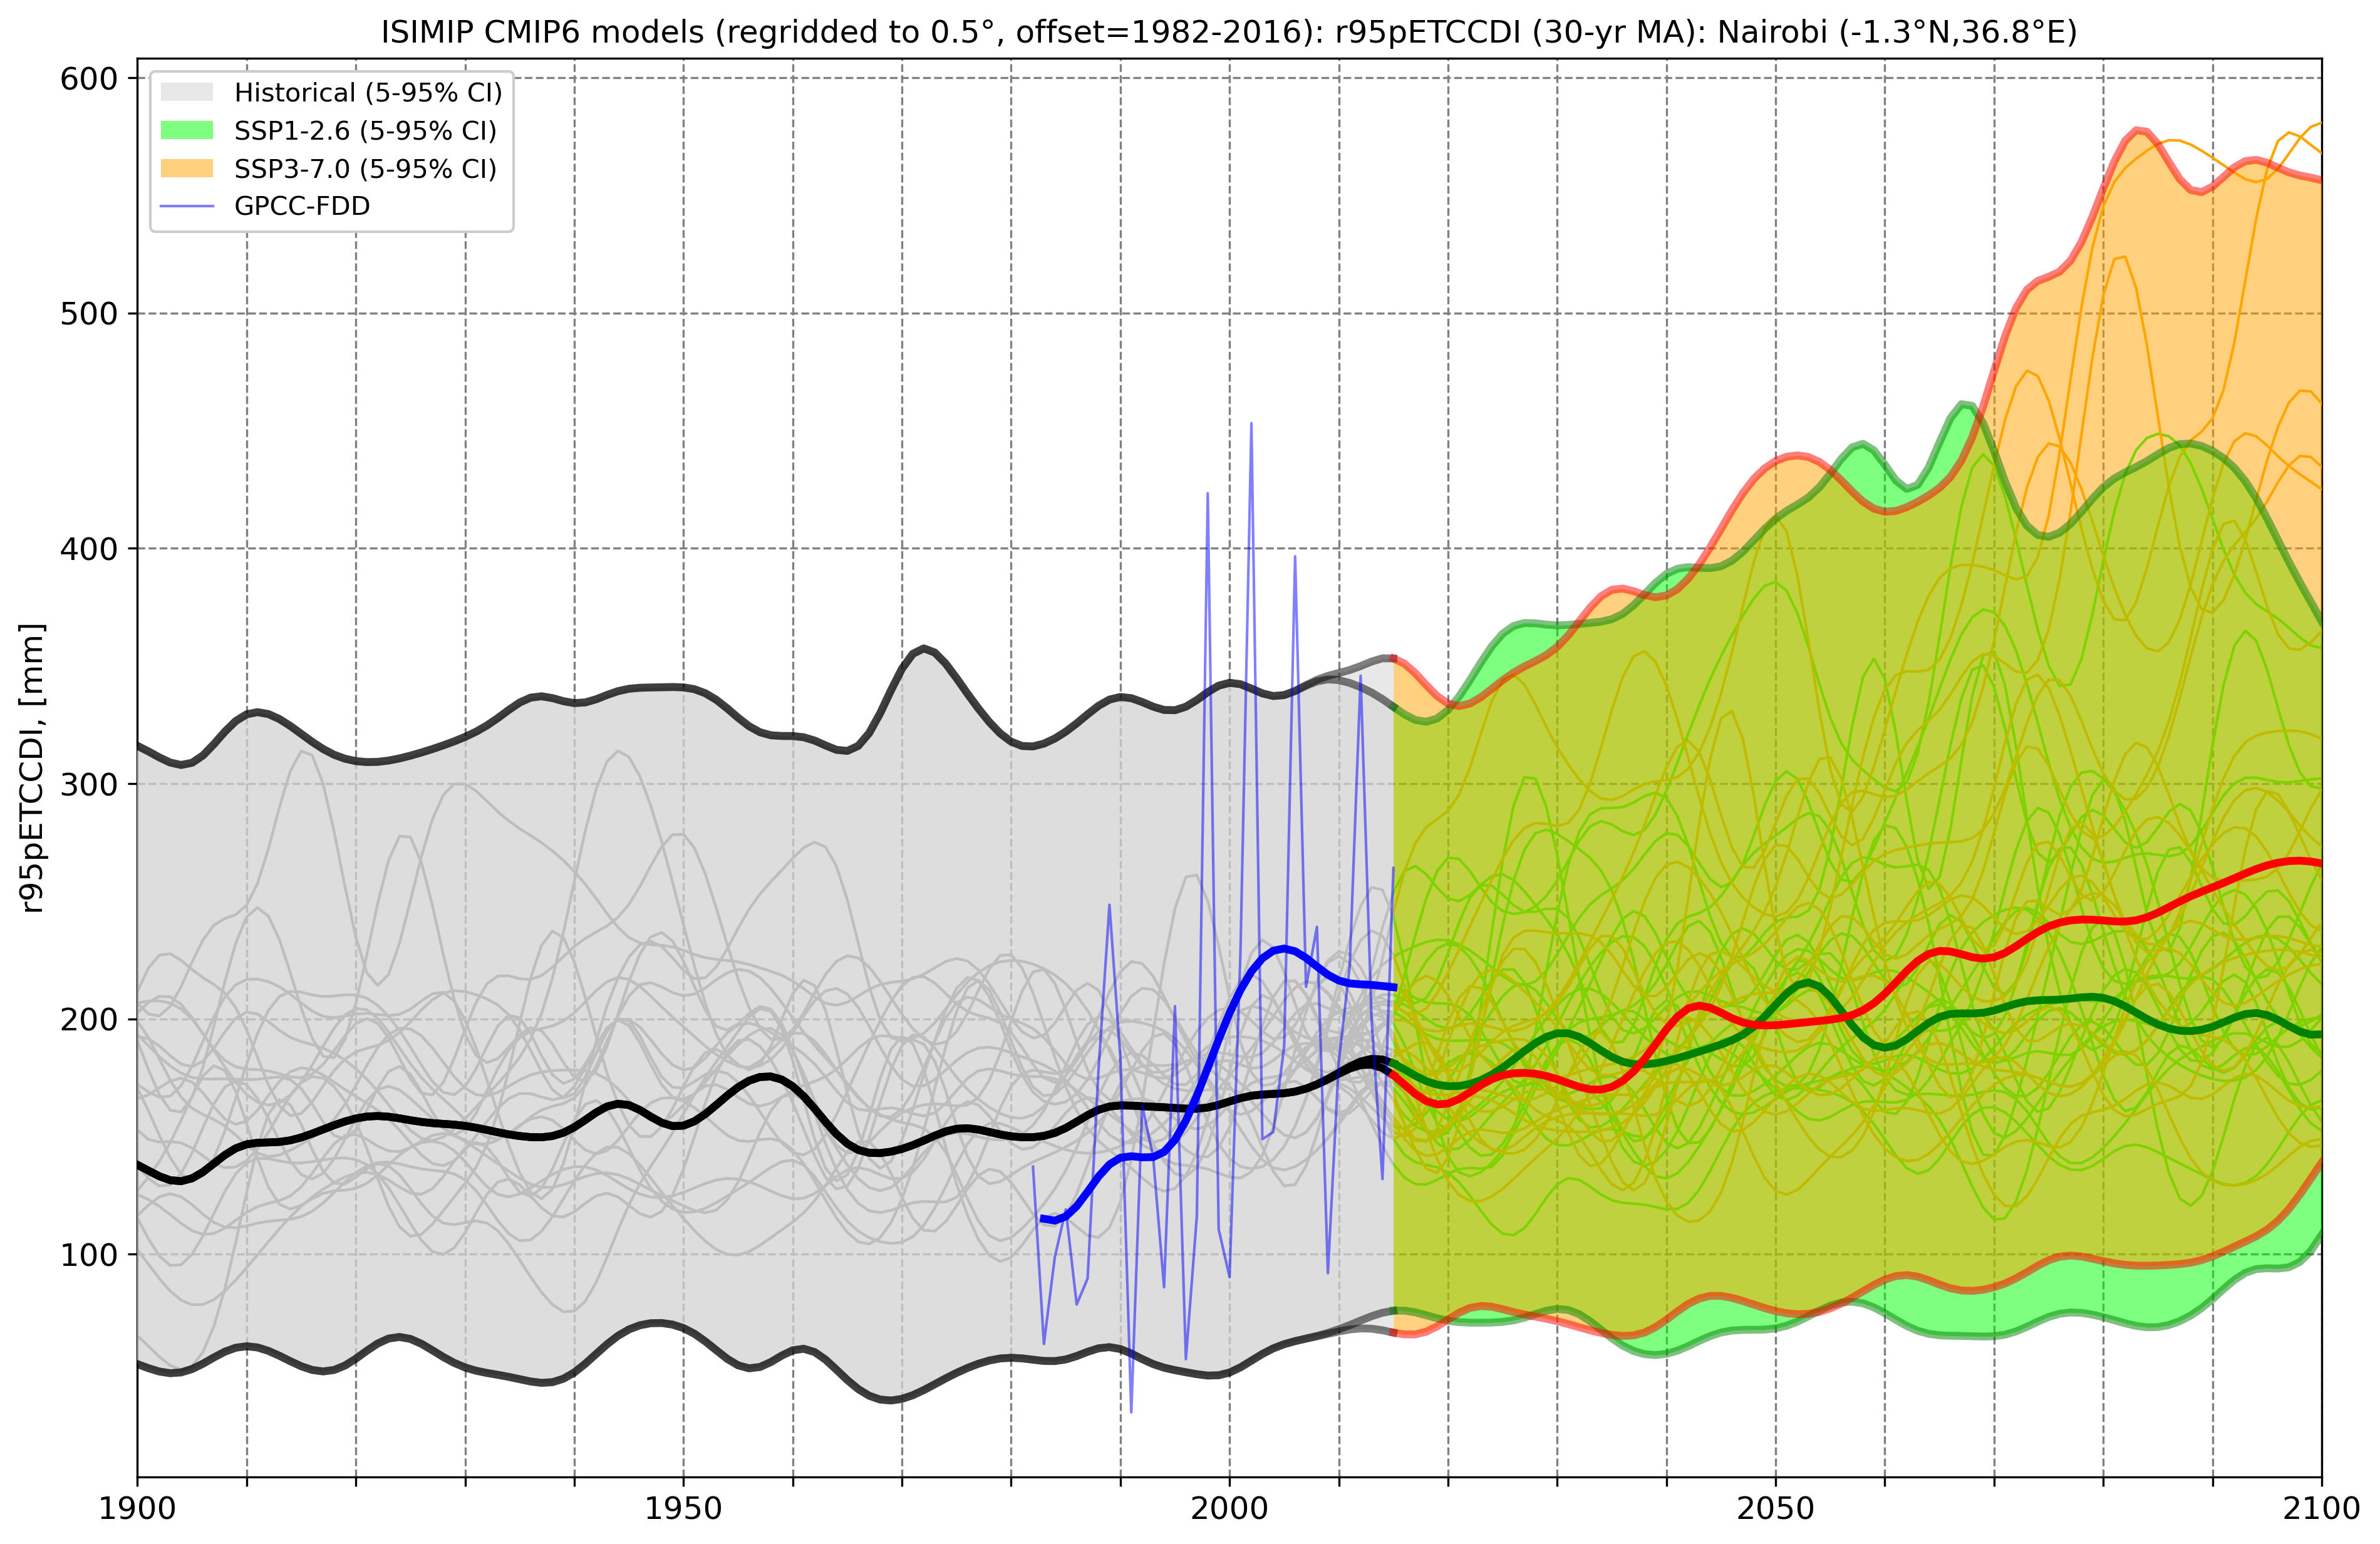 ISIMIP CMIP6 models (regridded to 0.5°, offset=1982-2016): r95pETCCDI (30-yr MA): Nairobi (-1.3°N,36.8°E)
Historical (5-95% CI)
SSP1-2.6 (5-95% CI)
SSP3-7.0 (5-95% CI)
GPCC-FDD
r95pETCCDI, [mm]
600
500
400
300
200
100
1900
1950
2000
2050
2100